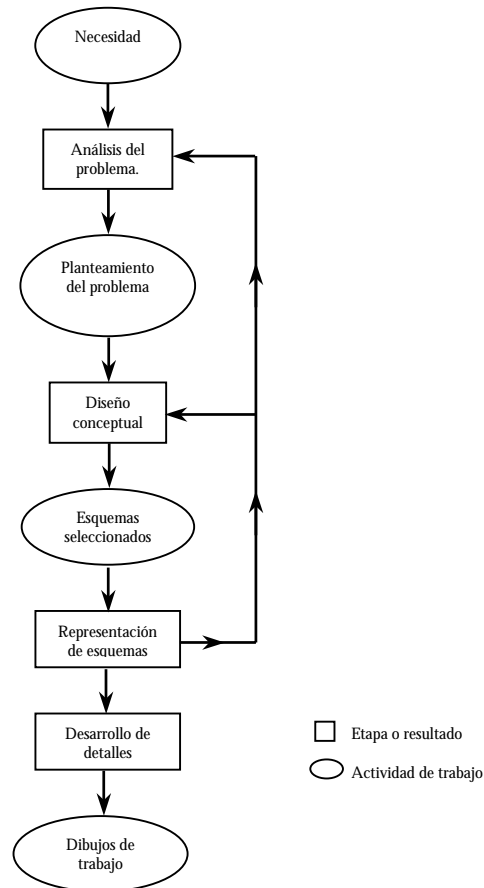 Necesidad
Análisis del
problema.
Planteamiento
del problema
Diseño
conceptual
Esquemas
seleccionados
Representación
de esquemas
Desarrollo de
detalles
Dibujos de
trabajo
Etapa o resultado
Actividad de trabajo